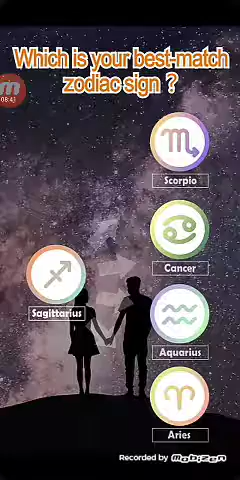 Which is your best-match
zodiac sign ?
08:43
Scorpio
Cancer
Sagittarius
Aquarius
Aries
Recorded by Mobizen